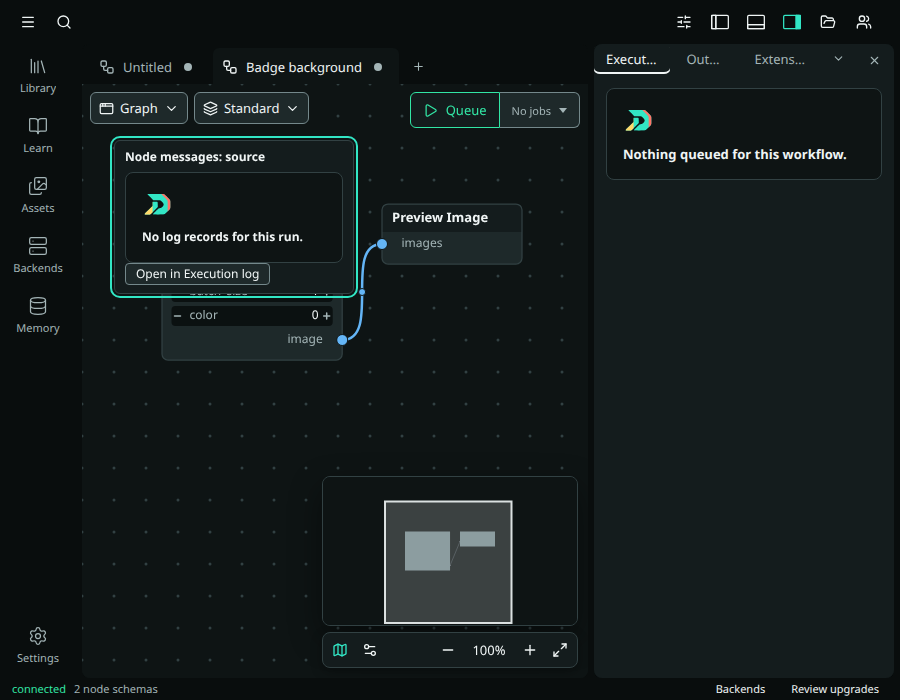 Library
Learn
Assets
Backends
Memory
Settings
Untitled
Badge background
Graph
Standard
Queue
No jobs
Node messages: source
No log records for this run.
Open in Execution log
color
0
image
Preview Image
images
100%
Execut...
Out...
Extens...
Nothing queued for this workflow.
connected
2 node schemas
Backends
Review upgrades